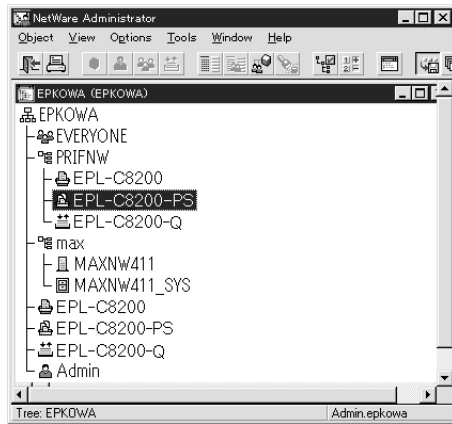 NetWare Administrator
Object View Options Tools Window Help
EPKOWA (EPKOWA)
EPKOWA
EVERYONE
PRIFNW
EPL-C8200
EPL-C8200-PS
EPL-C8200-Q
max
MAXNW411
MAXNW411_SYS
EPL-C8200
EPL-C8200-PS
EPL-C8200-Q
Admin
Tree: EPKOWA Admin.epkowa